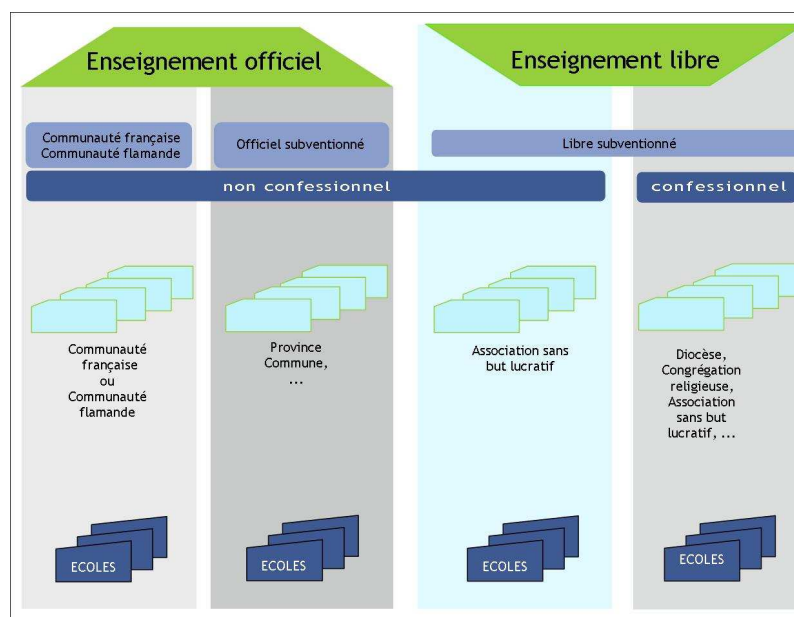 Enseignement officiel
Enseignement libre
Communauté française
Communauté flamande
Officiel subventionné
Libre subventionné
non confessionnel
confessionnel
Communauté
française
ou
Communauté
flamande
Province
Commune,
...
Association sans
but lucratif
Diocèse,
Congrégation
religieuse,
Association
sans but
lucratif, ...
ECOLES
ECOLES
ECOLES
ECOLES